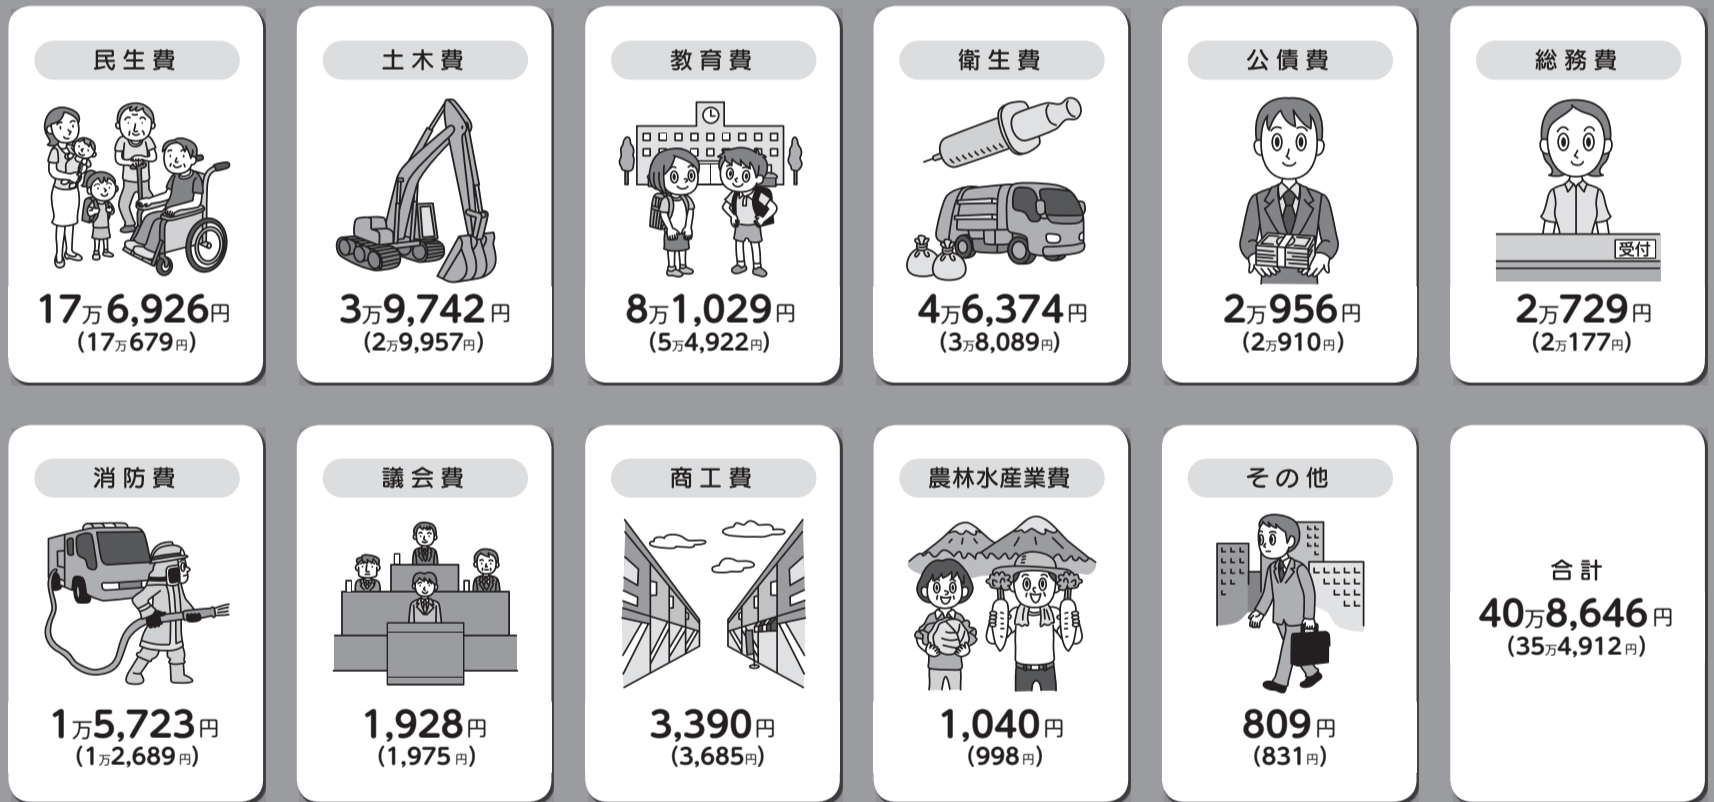 民生費
17万6,926円
(17万679円)
土木費
3万9,742円
(2万9,957円)
教育費
8万1,029円
(5万4,922円)
衛生費
4万6,374円
(3万8,089円)
公債費
2万956円
(2万910円)
総務費
受付
2万729円
(2万177円)
消防費
1万5,723円
(1万2,689円)
議会費
1,928円
(1,975円)
商工費
3,390円
(3,685円)
農林水産業費
1,040円
(998円)
その他
809円
(831円)
合計
40万8,646円
(35万4,912円)